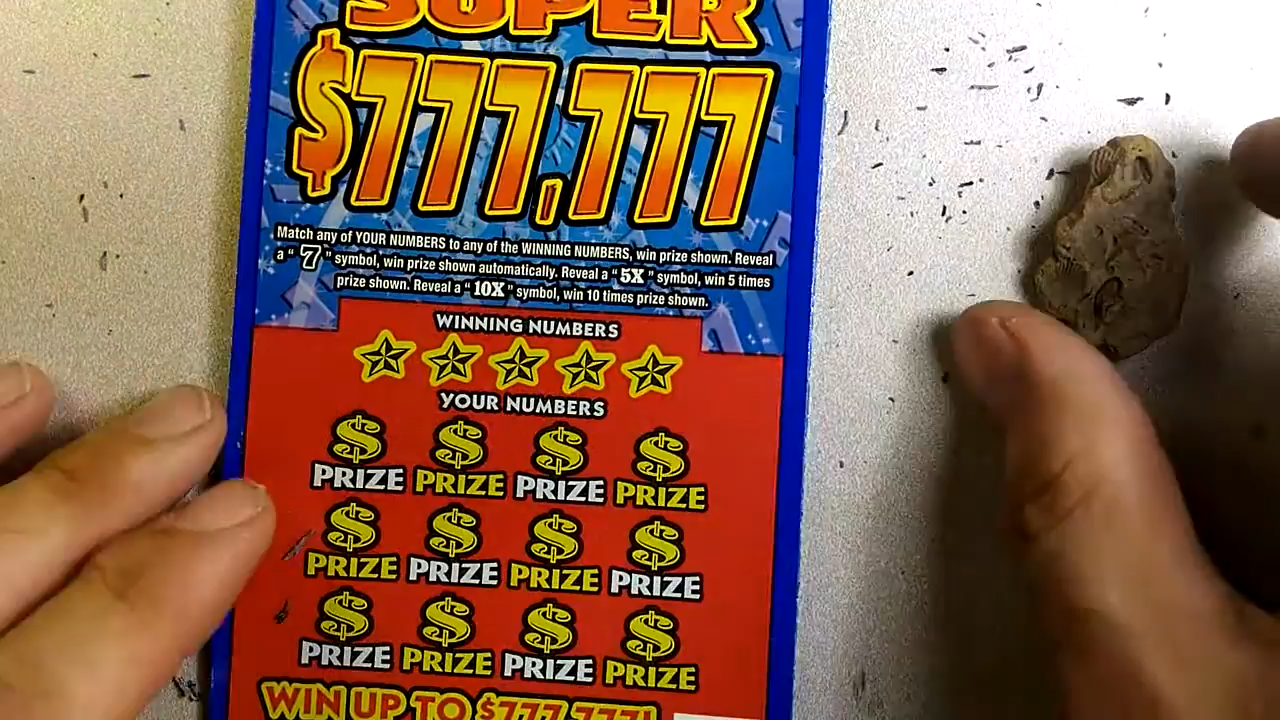 SUPER
$777,777
Match any of YOUR NUMBERS to any of the WINNING NUMBERS, win prize shown. Reveal
a "7" symbol, win prize shown automatically. Reveal a "5X" symbol, win 5 times
prize shown. Reveal a "10X" symbol, win 10 times prize shown.
WINNING NUMBERS
YOUR NUMBERS
$ $ $ $
PRIZE PRIZE PRIZE PRIZE
$ $ $ $
PRIZE PRIZE PRIZE PRIZE
$ $ $ $
PRIZE PRIZE PRIZE PRIZE
WIN UP TO $777,777!